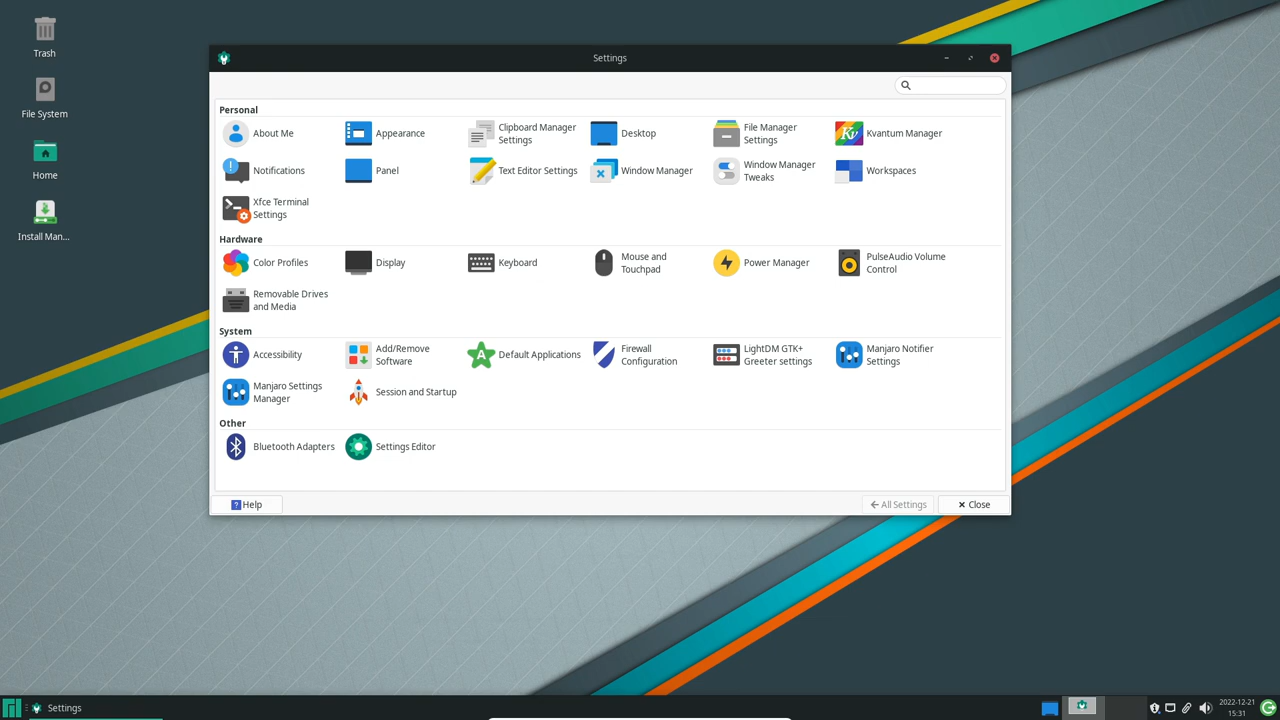 Trash
File System
Home
Install Man...
Settings
Personal
About Me
Appearance
Clipboard Manager
Settings
Desktop
File Manager
Settings
Kvantum Manager
Notifications
Panel
Text Editor Settings
Window Manager
Window Manager
Tweaks
Workspaces
Xfce Terminal
Settings
Hardware
Color Profiles
Display
Keyboard
Mouse and
Touchpad
Power Manager
PulseAudio Volume
Control
Removable Drives
and Media
System
Accessibility
Add/Remove
Software
Default Applications
Firewall
Configuration
LightDM GTK+
Greeter settings
Manjaro Notifier
Settings
Manjaro Settings
Manager
Session and Startup
Other
Bluetooth Adapters
Settings Editor
Help
All Settings
Close
Settings
2022-12-21
15:31